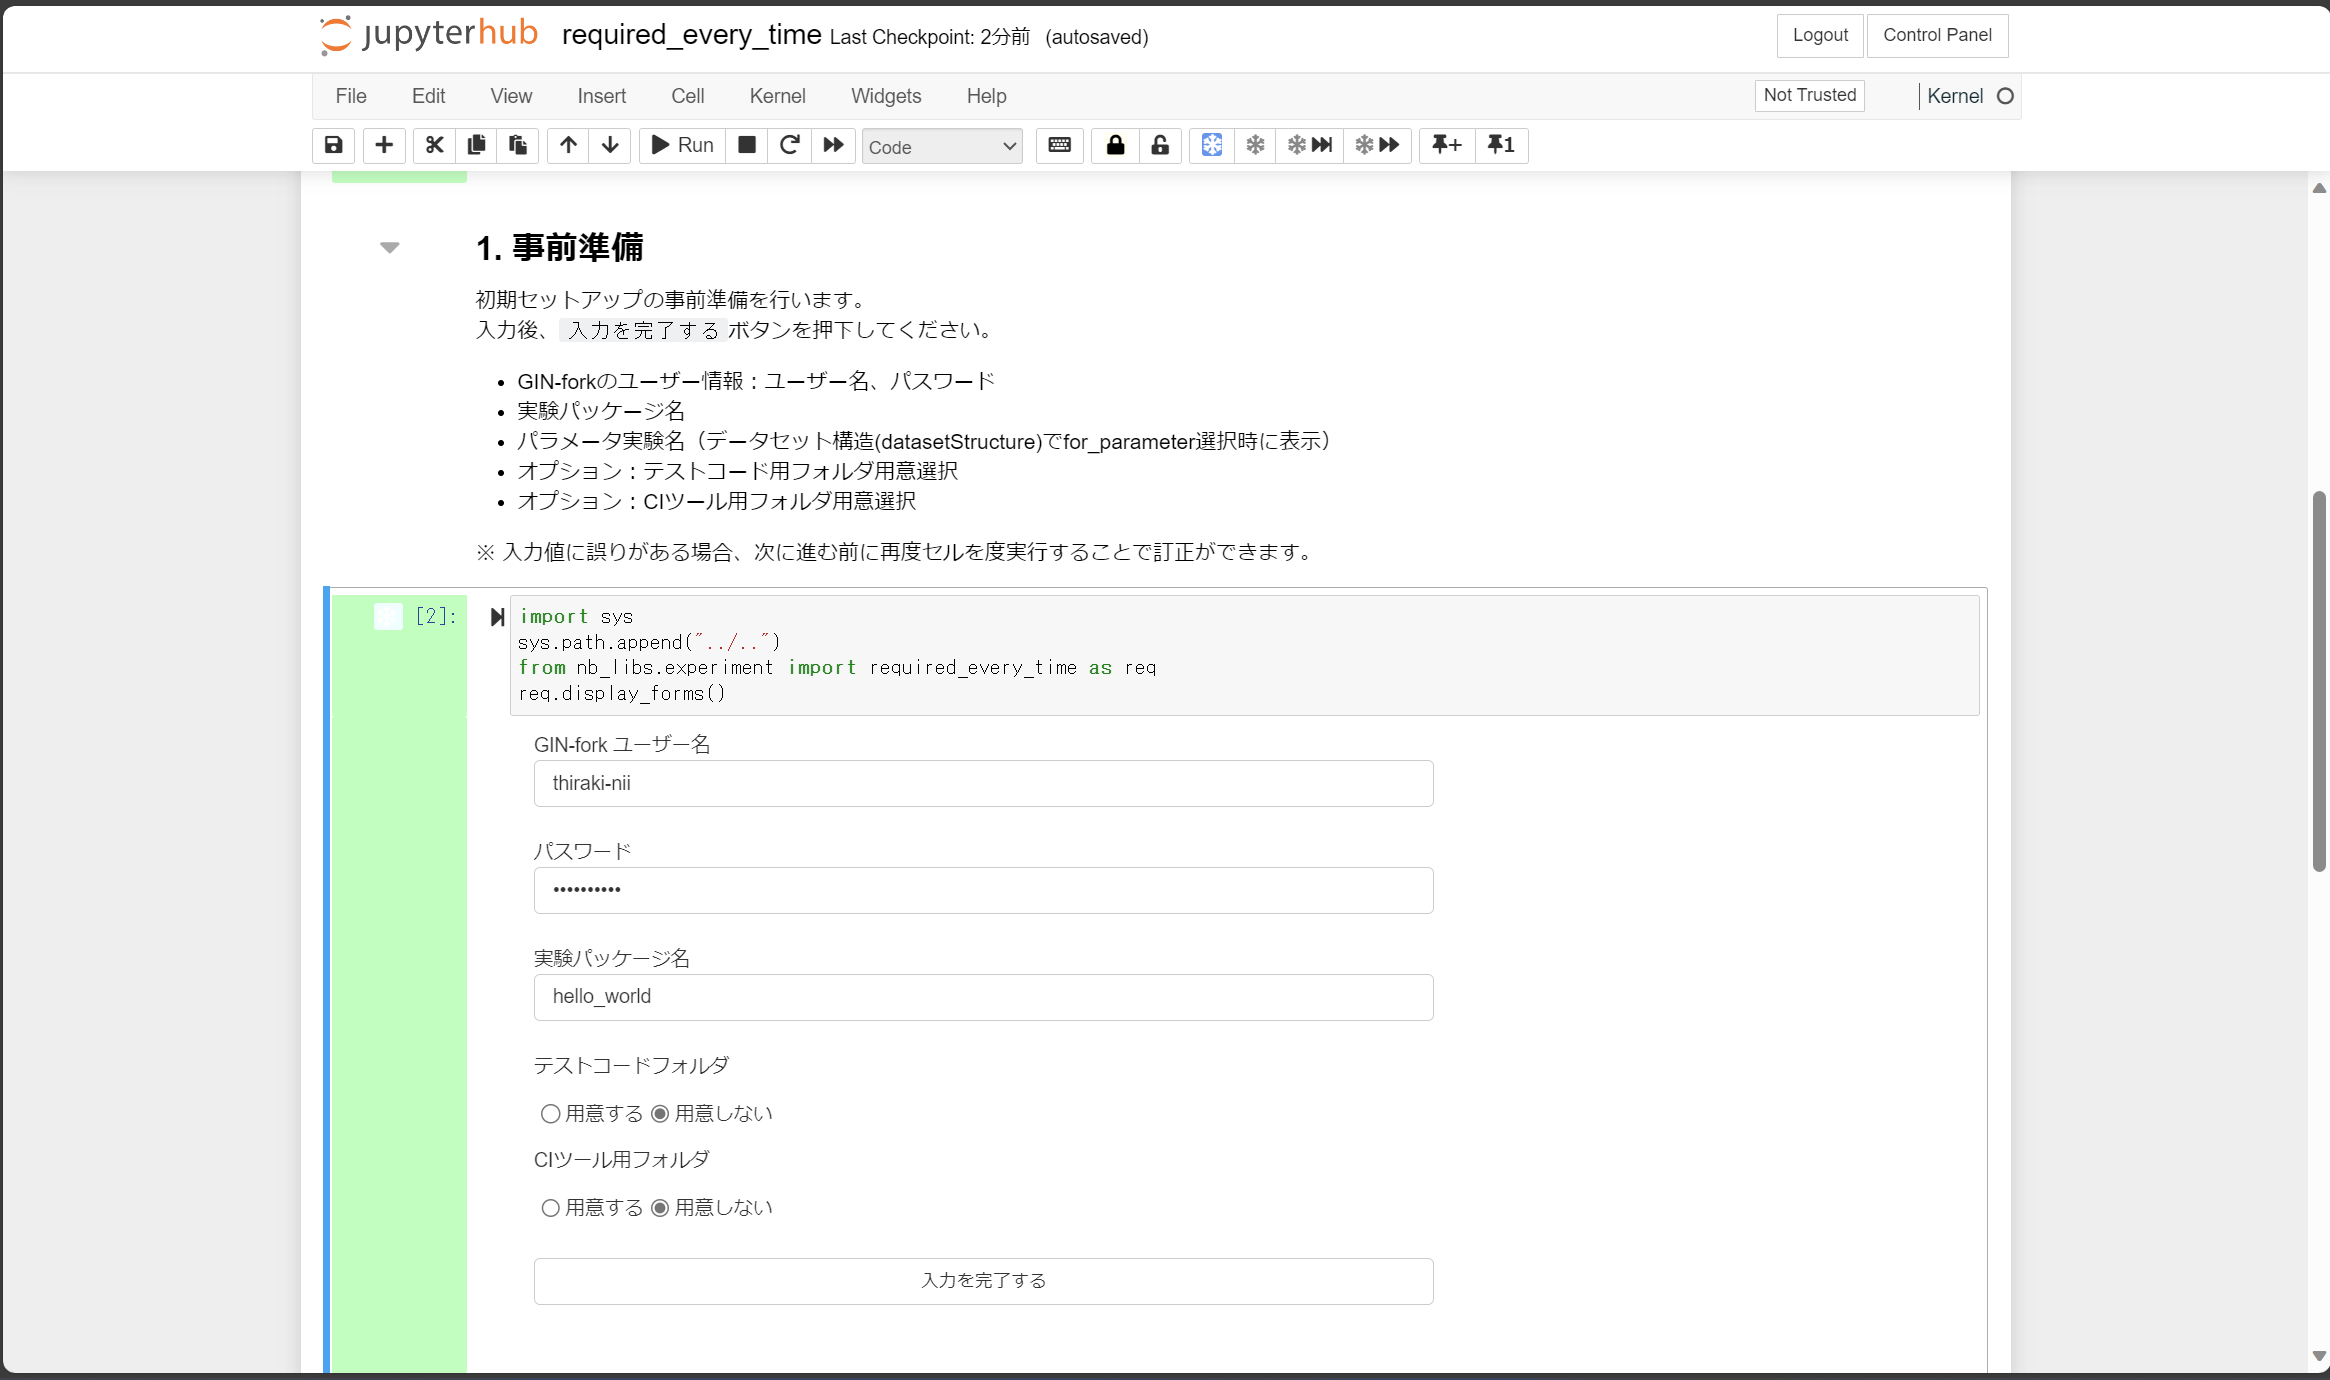 jupyterhub required_every_time Last Checkpoint: 2分前 (autosaved) Logout Control Panel
File Edit View Insert Cell Kernel Widgets Help Not Trusted Kernel
Run Code 1
1. 事前準備
初期セットアップの事前準備を行います。
入力後、 入力を完了する ボタンを押下してください。
• GIN-forkのユーザー情報：ユーザー名、パスワード
• 実験パッケージ名
• パラメータ実験名（データセット構造(datasetStructure)でfor_parameter選択時に表示）
• オプション：テストコード用フォルダ用意選択
• オプション：CIツール用フォルダ用意選択
※ 入力値に誤りがある場合、次に進む前に再度セルを度実行することで訂正ができます。
[2]: import sys
sys.path.append("../..")
from nb_libs.experiment import required_every_time as req
req.display_forms()
GIN-fork ユーザー名
thiraki-nii
パスワード
••••••••••
実験パッケージ名
hello_world
テストコードフォルダ
用意する 用意しない
CIツール用フォルダ
用意する 用意しない
入力を完了する